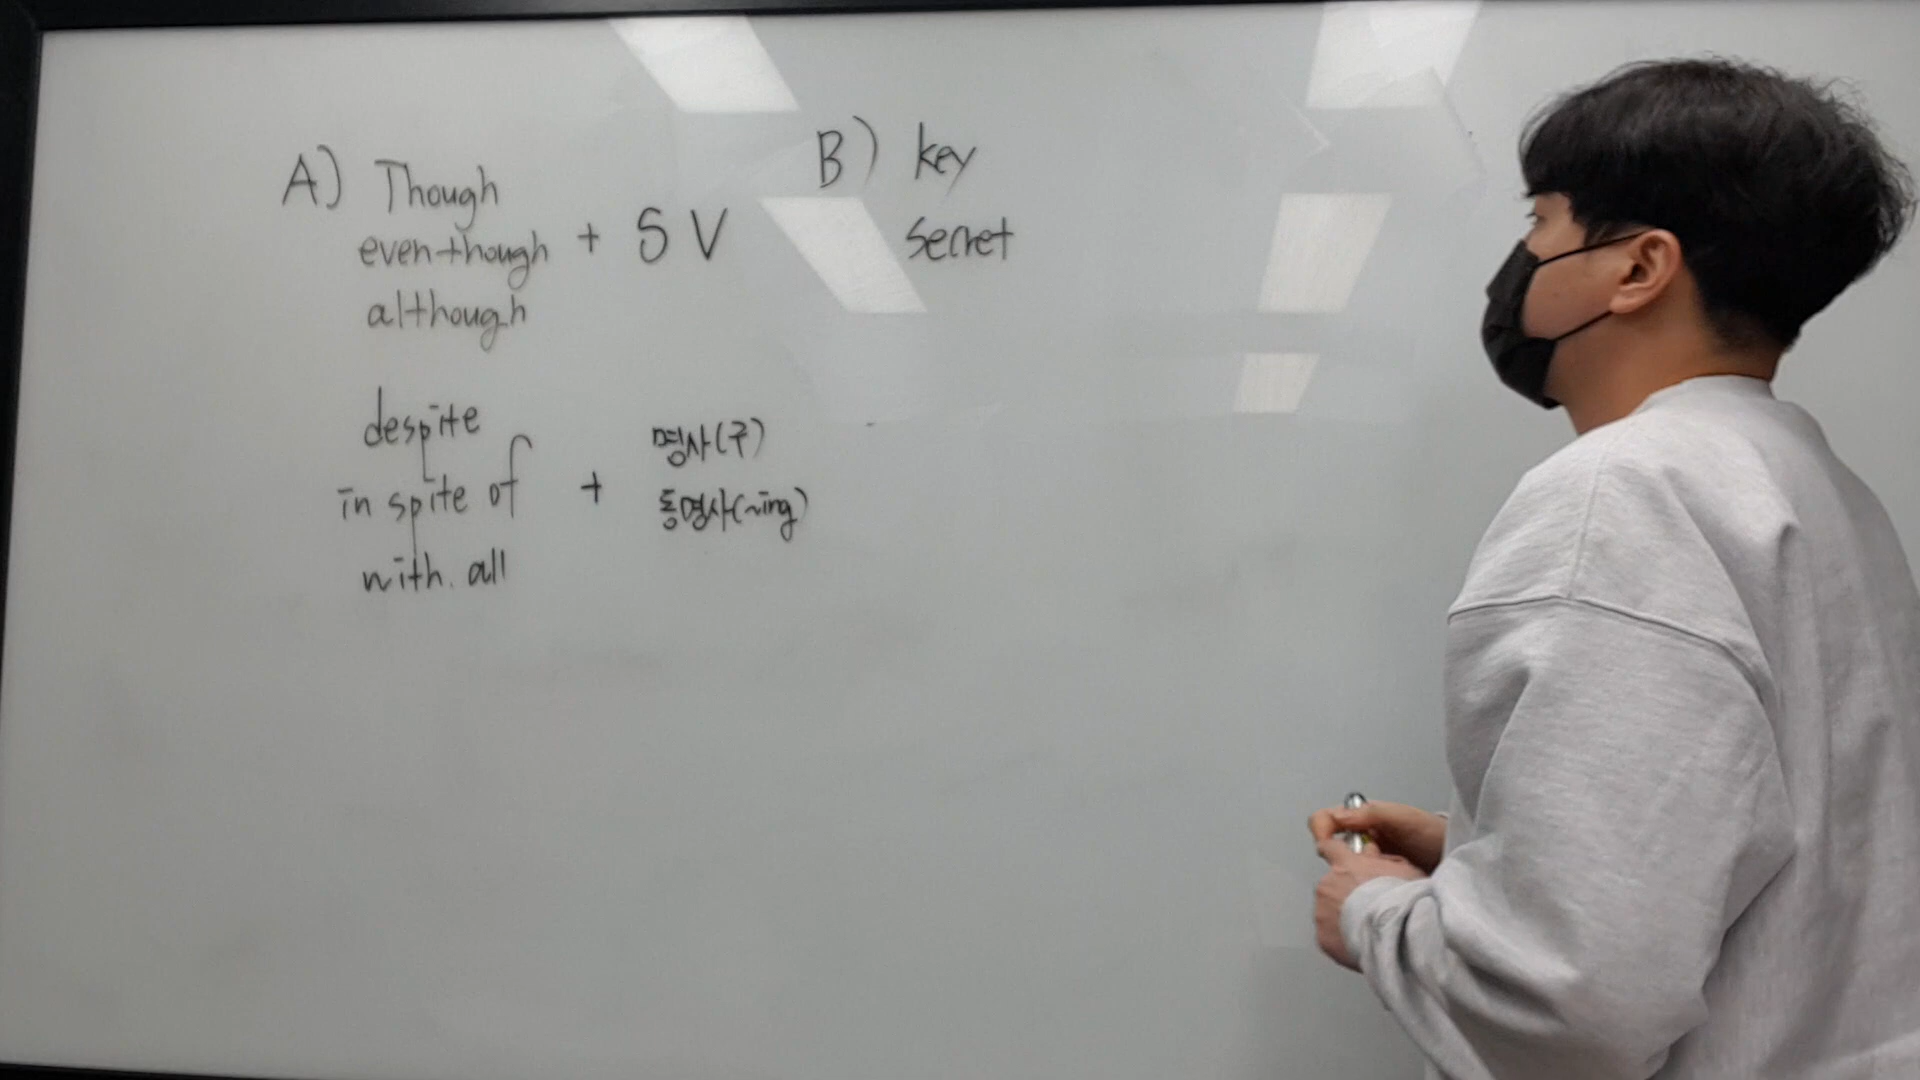 A) Though
even though + S V
although
despite
in spite of + 명사(구)
동명사(~ing)
with. all
B) key
secret